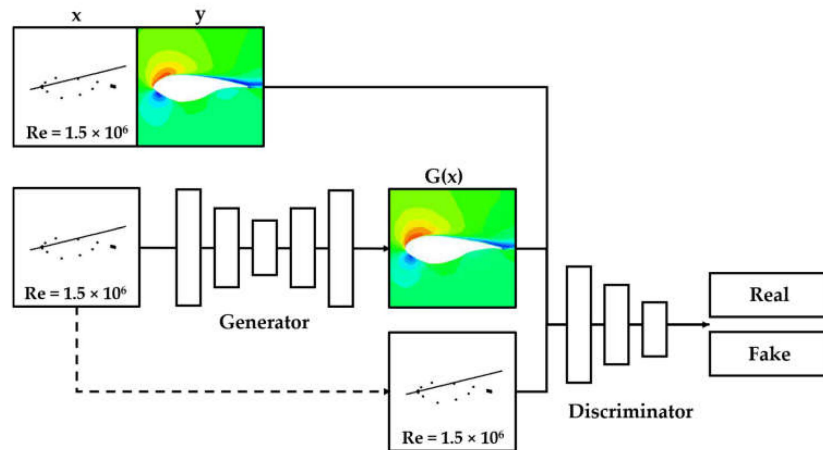 x y
Re = 1.5 × 10⁶
G(x)
Re = 1.5 × 10⁶
Generator
Real
Fake
Discriminator
Re = 1.5 × 10⁶